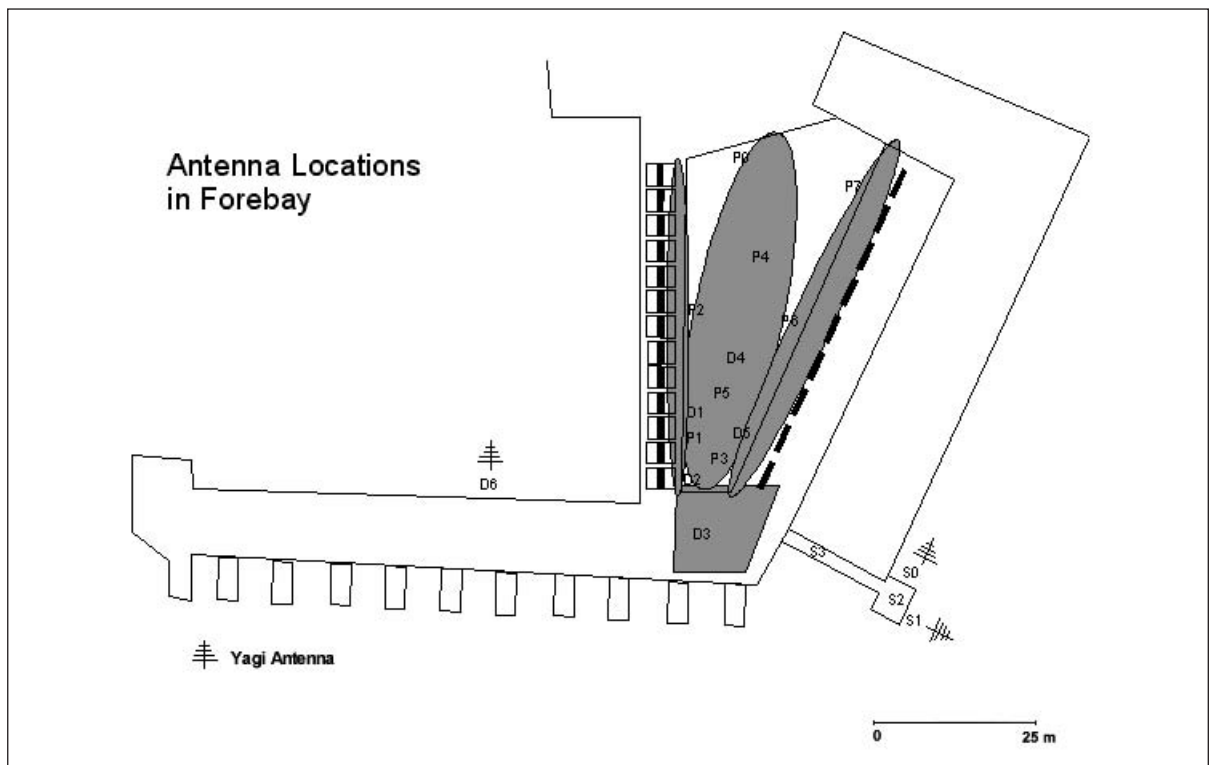 Antenna Locations
in Forebay
P0
P7
P4
P2
P6
D4
P5
D1
P1
D5
P3
D2
D6
D3
S3
S0
S2
S1
Yagi Antenna
0
25 m